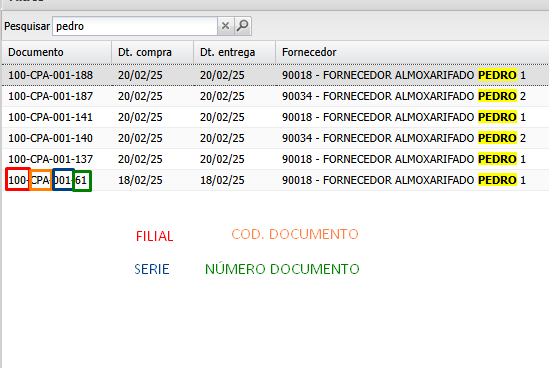 Pesquisar pedro
Documento Dt. compra Dt. entrega Fornecedor
100-CPA-001-188 20/02/25 20/02/25 90018 - FORNECEDOR ALMOXARIFADO PEDRO 1
100-CPA-001-187 20/02/25 20/02/25 90034 - FORNECEDOR ALMOXARIFADO PEDRO 2
100-CPA-001-141 20/02/25 20/02/25 90018 - FORNECEDOR ALMOXARIFADO PEDRO 1
100-CPA-001-140 20/02/25 20/02/25 90034 - FORNECEDOR ALMOXARIFADO PEDRO 2
100-CPA-001-137 20/02/25 20/02/25 90018 - FORNECEDOR ALMOXARIFADO PEDRO 1
100-CPA-001-61 18/02/25 18/02/25 90018 - FORNECEDOR ALMOXARIFADO PEDRO 1
FILIAL COD. DOCUMENTO
SERIE NÚMERO DOCUMENTO